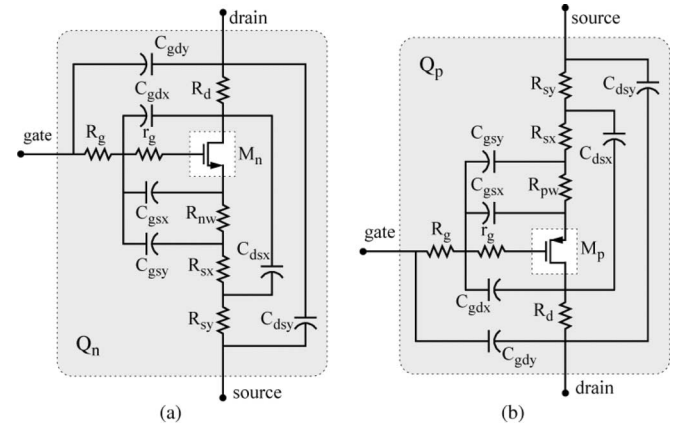 drain
C_gdy
R_d
C_gdx
R_g
r_g
gate
M_n
C_gsx
R_nw
C_gsy
R_sx
C_dsx
R_sy
C_dsy
Q_n
source
(a)
source
Q_p
R_sy
C_dsy
C_gsy
R_sx
C_dsx
C_gsx
R_pw
gate
R_g
r_g
M_p
C_gdx
R_d
C_gdy
drain
(b)